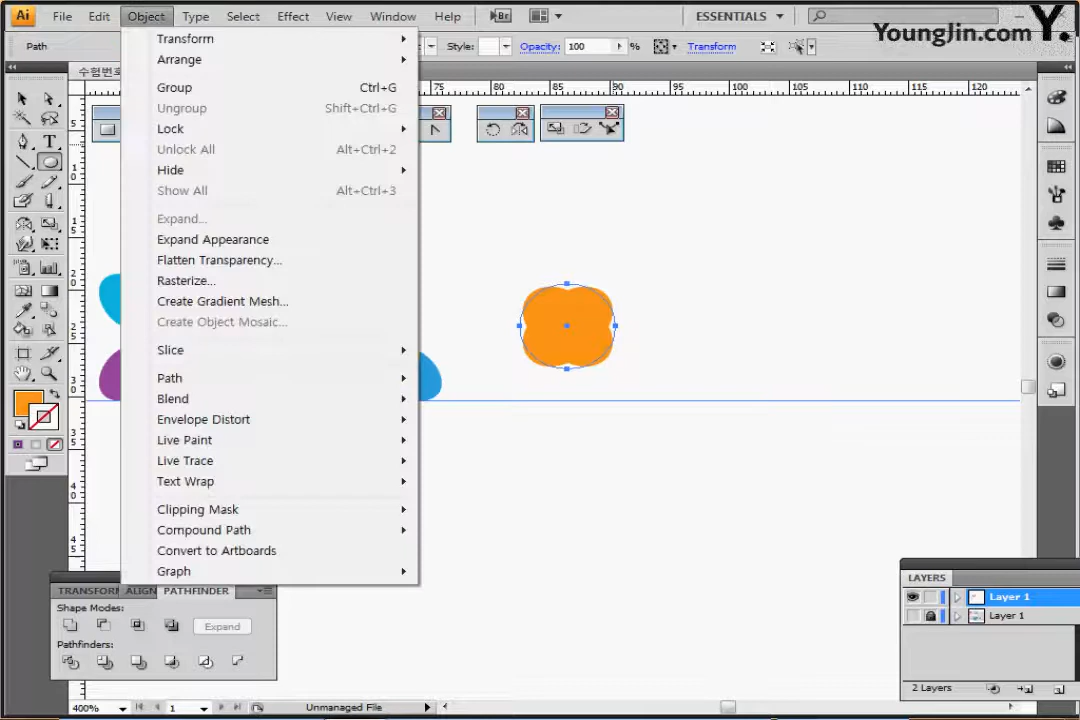 Ai File Edit Object Type Select Effect View Window Help Br ESSENTIALS
YoungJin.com Y.
Path Style: Opacity: 100 % Transform
수험번호
75 80 85 90 95 100 105 110 115 120
Transform
Arrange
Group Ctrl+G
Ungroup Shift+Ctrl+G
Lock
Unlock All Alt+Ctrl+2
Hide
Show All Alt+Ctrl+3
Expand...
Expand Appearance
Flatten Transparency...
Rasterize...
Create Gradient Mesh...
Create Object Mosaic...
Slice
Path
Blend
Envelope Distort
Live Paint
Live Trace
Text Wrap
Clipping Mask
Compound Path
Convert to Artboards
Graph
TRANSFORM ALIGN PATHFINDER
Shape Modes:
Expand
Pathfinders:
LAYERS
Layer 1
Layer 1
2 Layers
400% 1 Unmanaged File